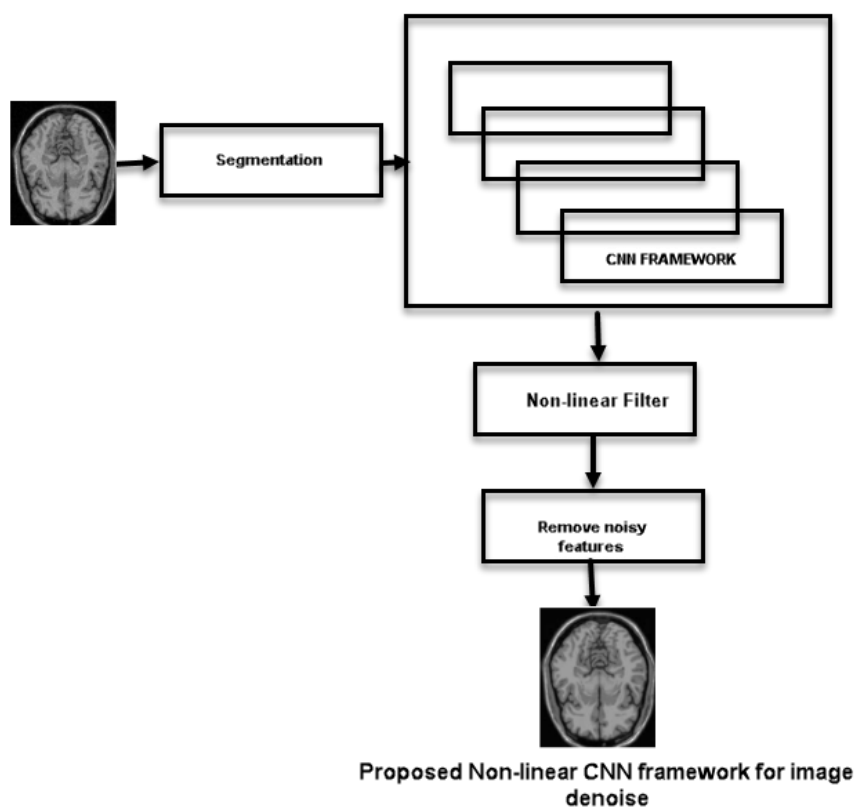 Segmentation
CNN FRAMEWORK
Non-linear Filter
Remove noisy
features
Proposed Non-linear CNN framework for image
denoise